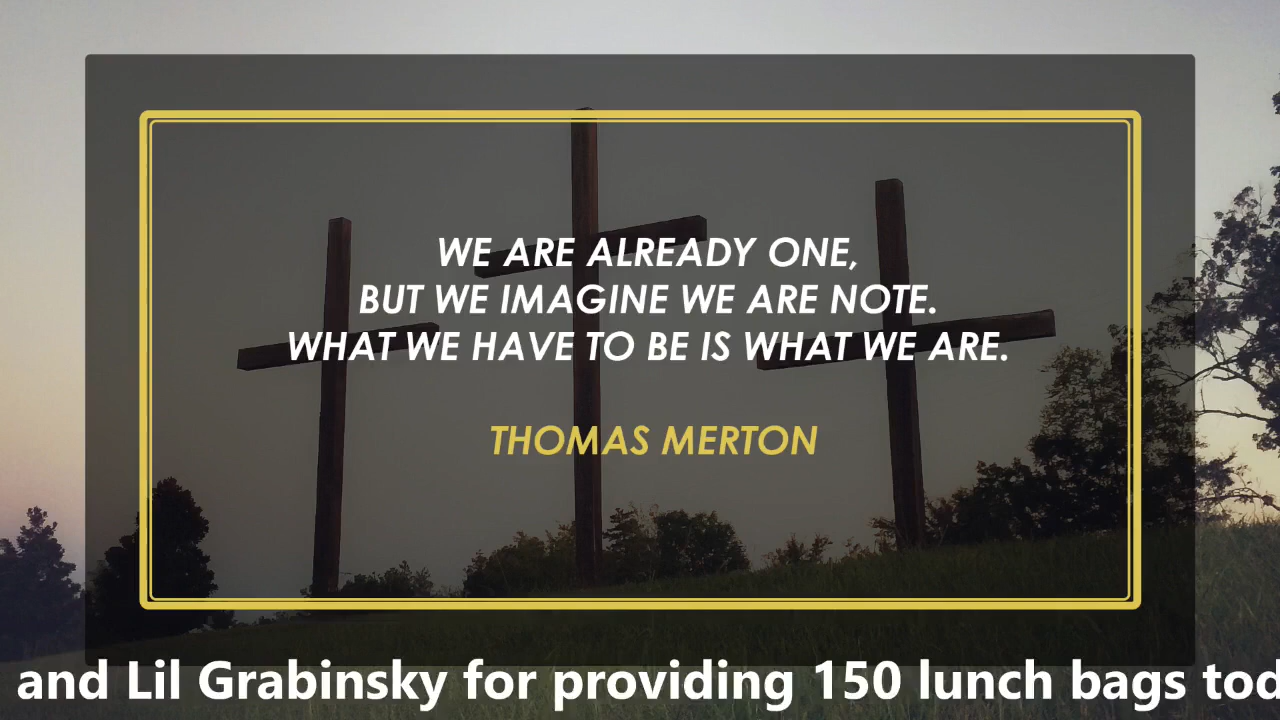 WE ARE ALREADY ONE,
BUT WE IMAGINE WE ARE NOTE.
WHAT WE HAVE TO BE IS WHAT WE ARE.
THOMAS MERTON
and Lil Grabinsky for providing 150 lunch bags tod